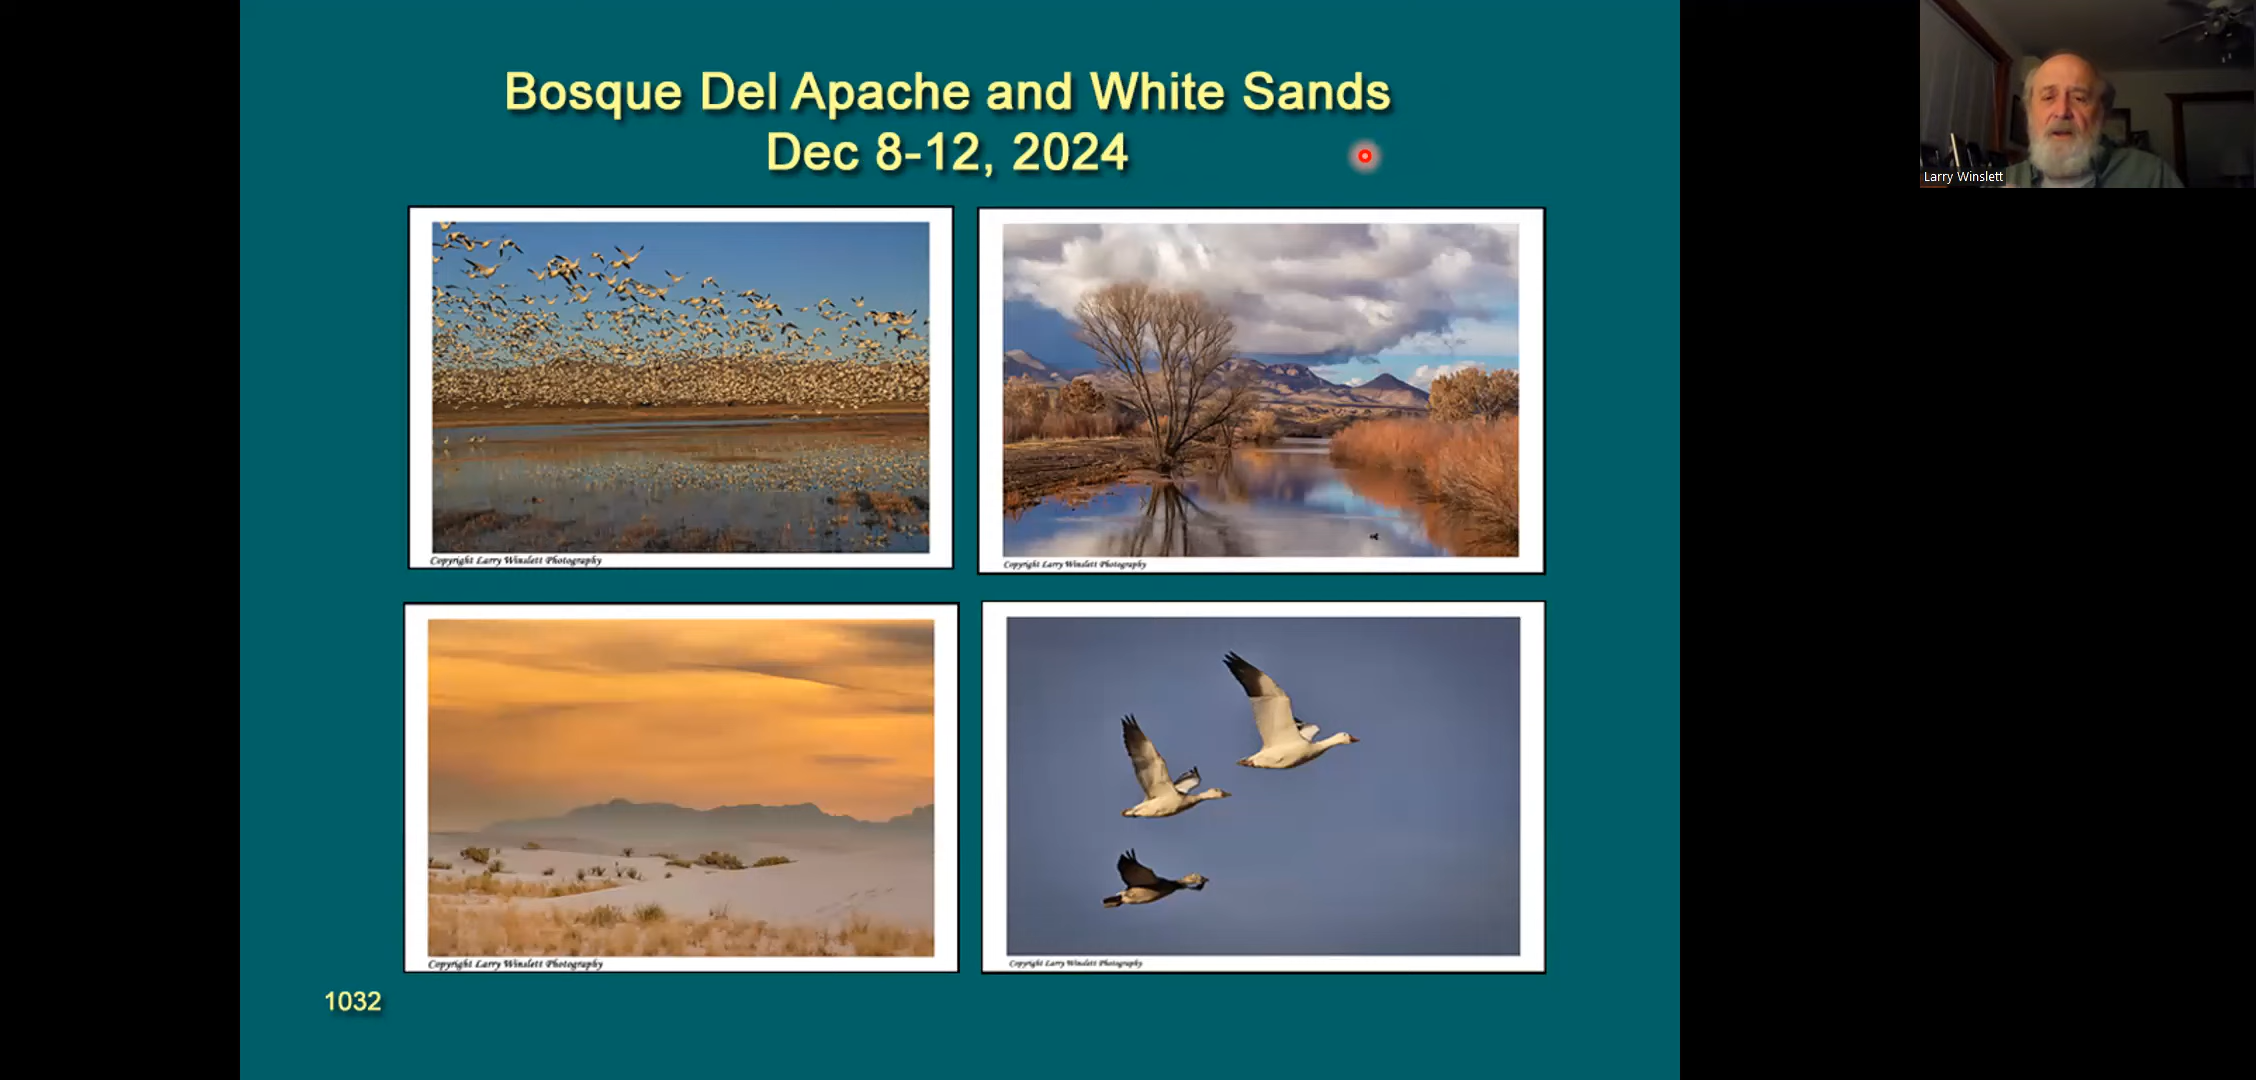 Bosque Del Apache and White Sands
Dec 8-12, 2024
Larry Winslett
Copyright Larry Winslett Photography
Copyright Larry Winslett Photography
Copyright Larry Winslett Photography
Copyright Larry Winslett Photography
1032